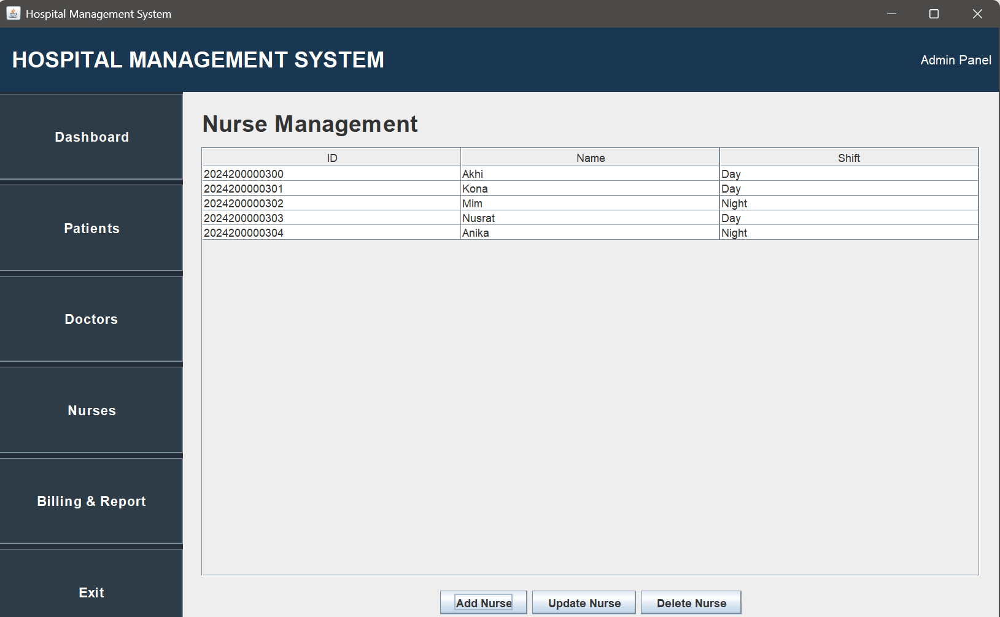 Hospital Management System
HOSPITAL MANAGEMENT SYSTEM
Admin Panel
Dashboard
Patients
Doctors
Nurses
Billing & Report
Exit
Nurse Management
ID Name Shift
2024200000300 Akhi Day
2024200000301 Kona Day
2024200000302 Mim Night
2024200000303 Nusrat Day
2024200000304 Anika Night
Add Nurse Update Nurse Delete Nurse